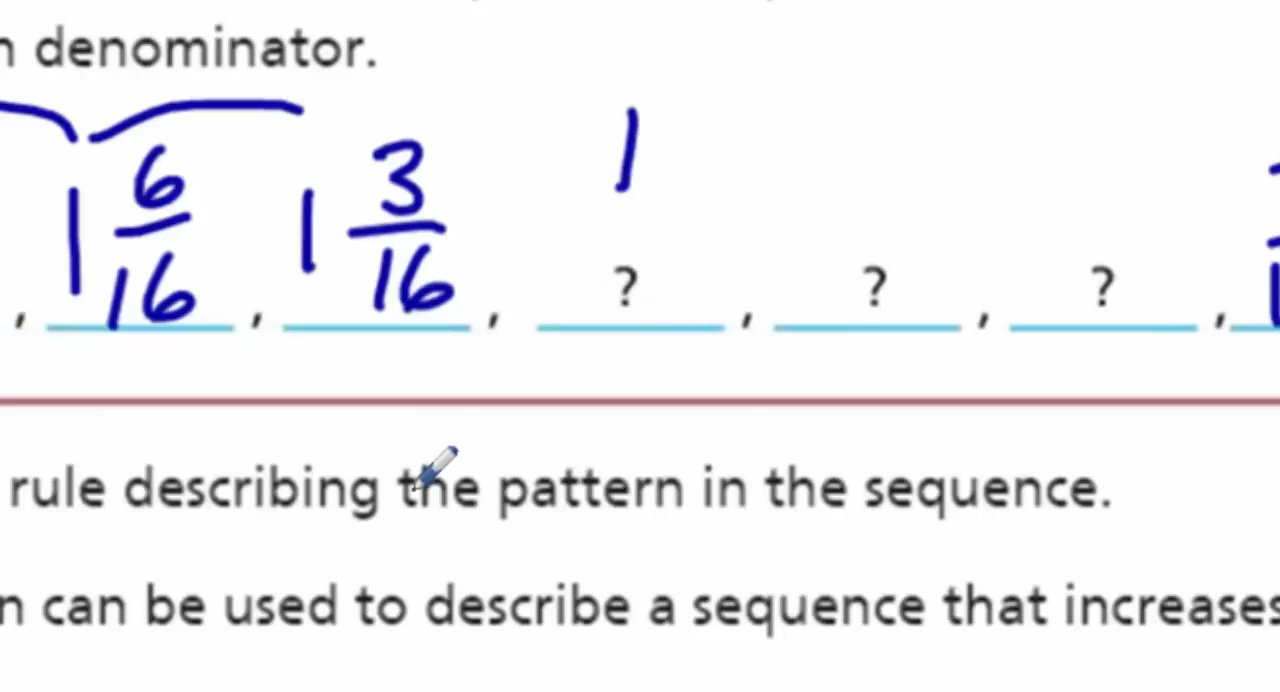 n denominator.
, 1 6/16 , 1 3/16 , 1 ? , ? , ? ,
rule describing the pattern in the sequence.
n can be used to describe a sequence that increases